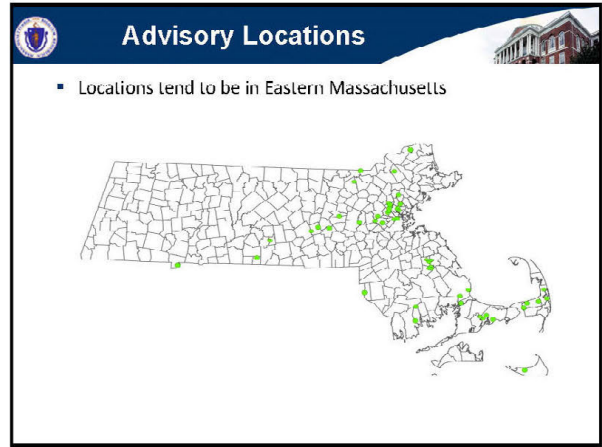 Advisory Locations
▪ Locations tend to be in Eastern Massachusetts